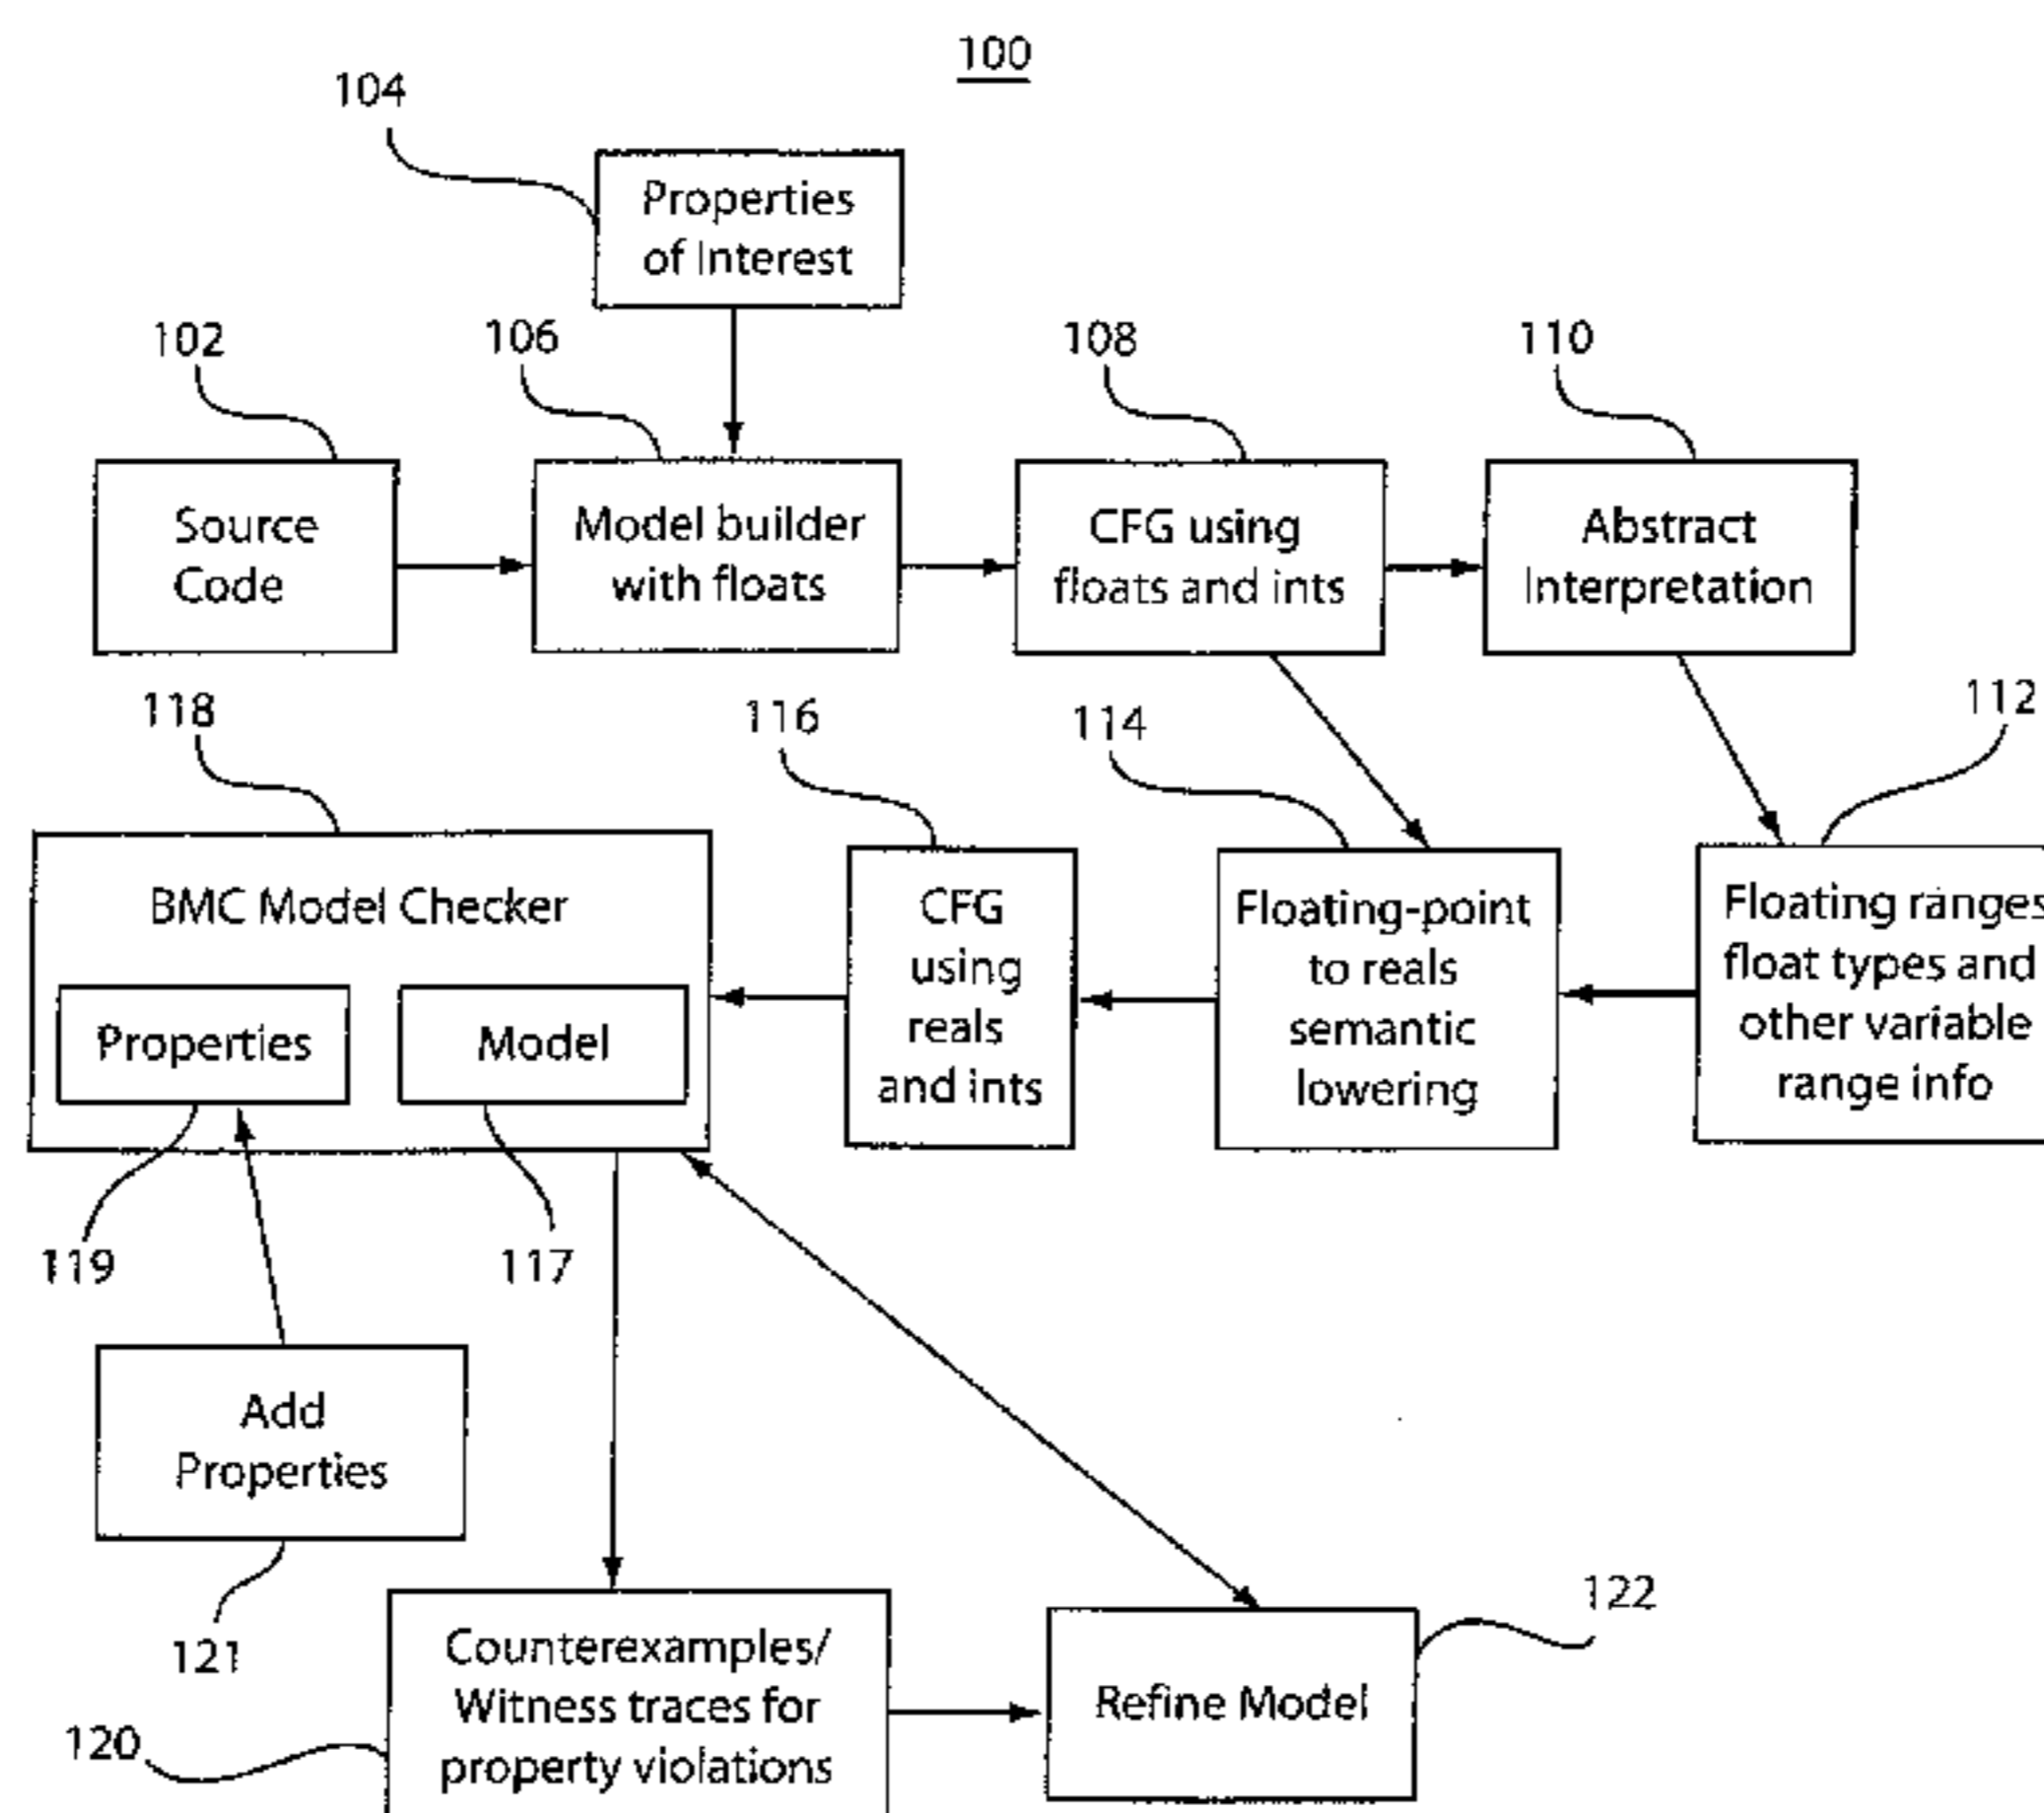 100
104
Properties
of Interest
102
106
108
110
Source
Code
Model builder
with floats
CFG using
floats and ints
Abstract
Interpretation
118
116
114
112
BMC Model Checker
Properties
Model
CFG
using
reals
and ints
Floating-point
to reals
semantic
lowering
Floating ranges
float types and
other variable
range info
119
117
Add
Properties
121
122
Counterexamples/
Witness traces for
property violations
120
Refine Model